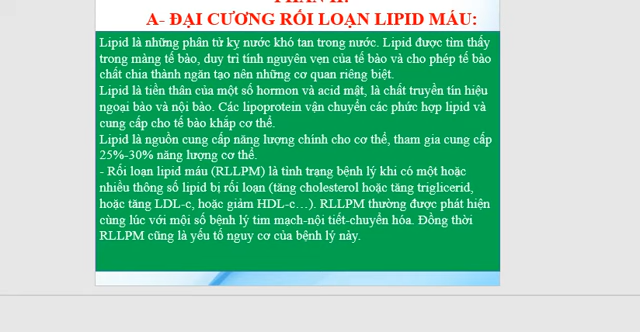 PHẦN II:
A- ĐẠI CƯƠNG RỐI LOẠN LIPID MÁU:
Lipid là những phân tử kỵ nước khó tan trong nước. Lipid được tìm thấy
trong màng tế bào, duy trì tính nguyên vẹn của tế bào và cho phép tế bào
chất chia thành ngăn tạo nên những cơ quan riêng biệt.
Lipid là tiền thân của một số hormon và acid mật, là chất truyền tín hiệu
ngoại bào và nội bào. Các lipoprotein vận chuyển các phức hợp lipid và
cung cấp cho tế bào khắp cơ thể.
Lipid là nguồn cung cấp năng lượng chính cho cơ thể, tham gia cung cấp
25%-30% năng lượng cơ thể.
- Rối loạn lipid máu (RLLPM) là tình trạng bệnh lý khi có một hoặc
nhiều thông số lipid bị rối loạn (tăng cholesterol hoặc tăng triglicerid,
hoặc tăng LDL-c, hoặc giảm HDL-c…). RLLPM thường được phát hiện
cùng lúc với một số bệnh lý tim mạch-nội tiết-chuyển hóa. Đồng thời
RLLPM cũng là yếu tố nguy cơ của bệnh lý này.